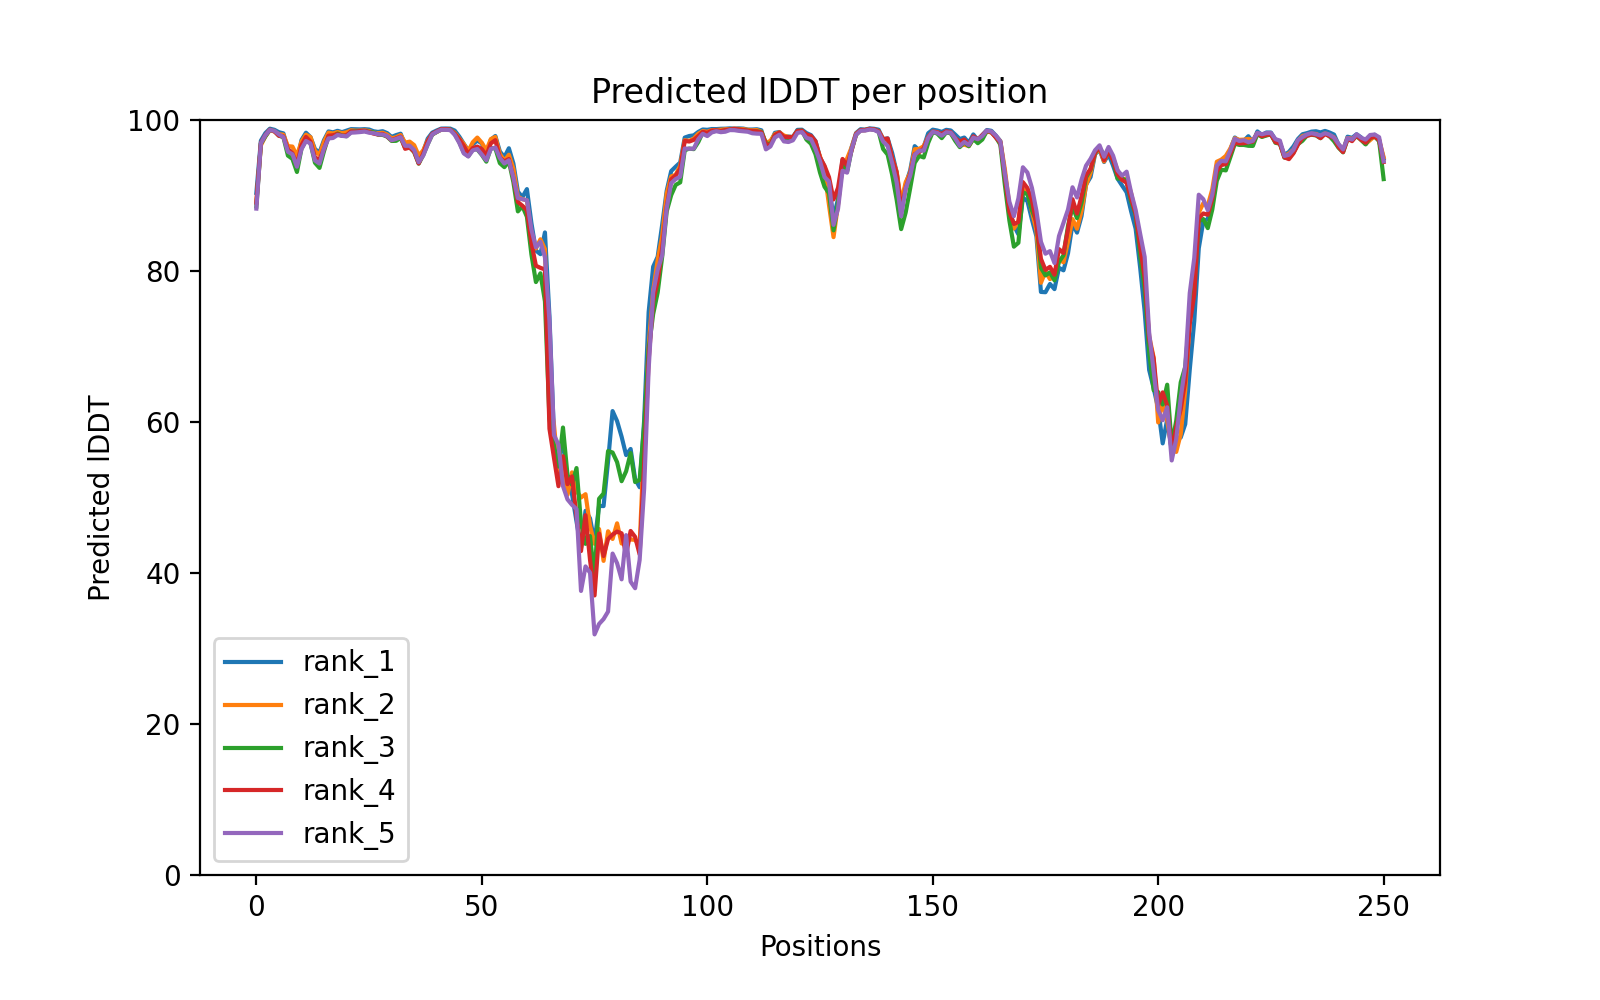 Predicted lDDT per position
100
80
60
40
20
0
Predicted lDDT
rank_1
rank_2
rank_3
rank_4
rank_5
0 50 100 150 200 250
Positions